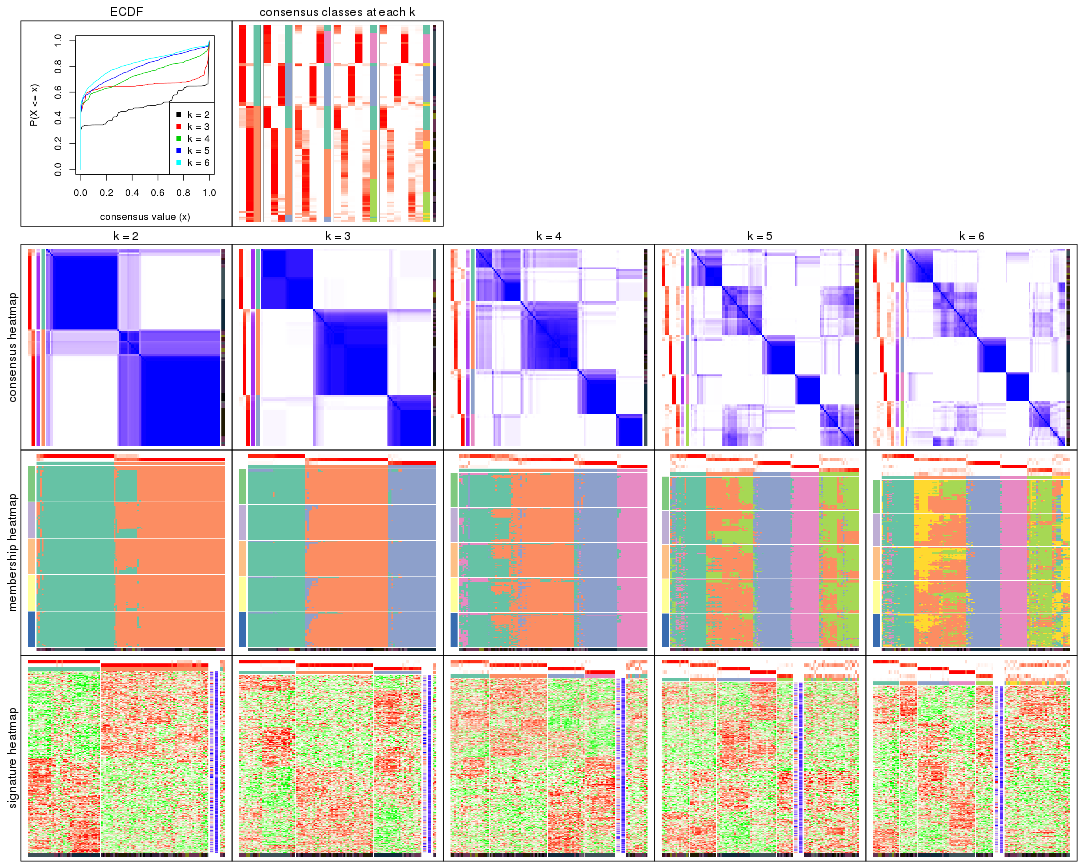 ECDF
consensus classes at each k
P(X <= x)
0.0 0.2 0.4 0.6 0.8 1.0
k = 2
k = 3
k = 4
k = 5
k = 6
0.0 0.2 0.4 0.6 0.8 1.0
consensus value (x)
k = 2 k = 3 k = 4 k = 5 k = 6
consensus heatmap
membership heatmap
signature heatmap